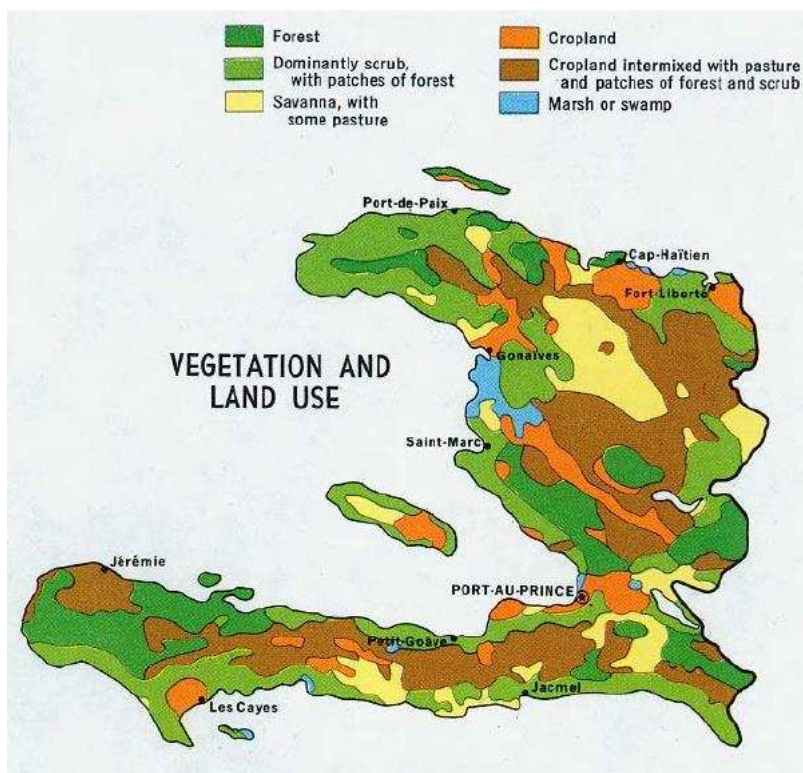 Forest
Dominantly scrub,
with patches of forest
Savanna, with
some pasture
Cropland
Cropland intermixed with pasture
and patches of forest and scrub
Marsh or swamp
Port-de-Paix
Cap-Haïtien
Fort-Liberté
Gonaïves
VEGETATION AND
LAND USE
Saint-Marc
Jérémie
PORT-AU-PRINCE
Petit-Goâve
Jacmel
Les Cayes